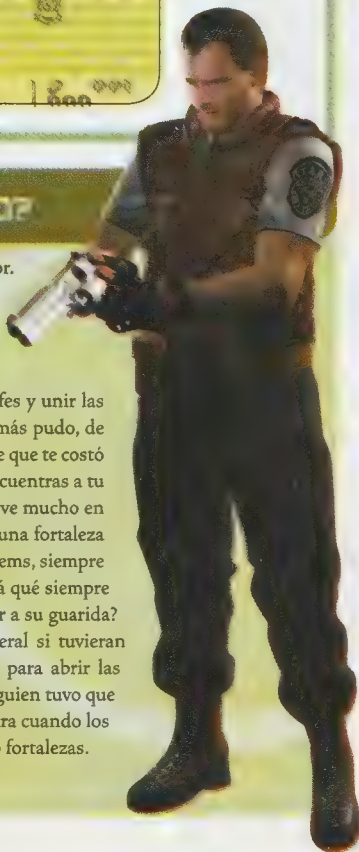 or.
fes y unir las
más pudo, de
e que te costó
cuentras a tu
ve mucho en
una fortaleza
ems, siempre
á qué siempre
r a su guarida?
eral si tuvieran
para abrir las
guien tuvo que
ra cuando los
fortalezas.